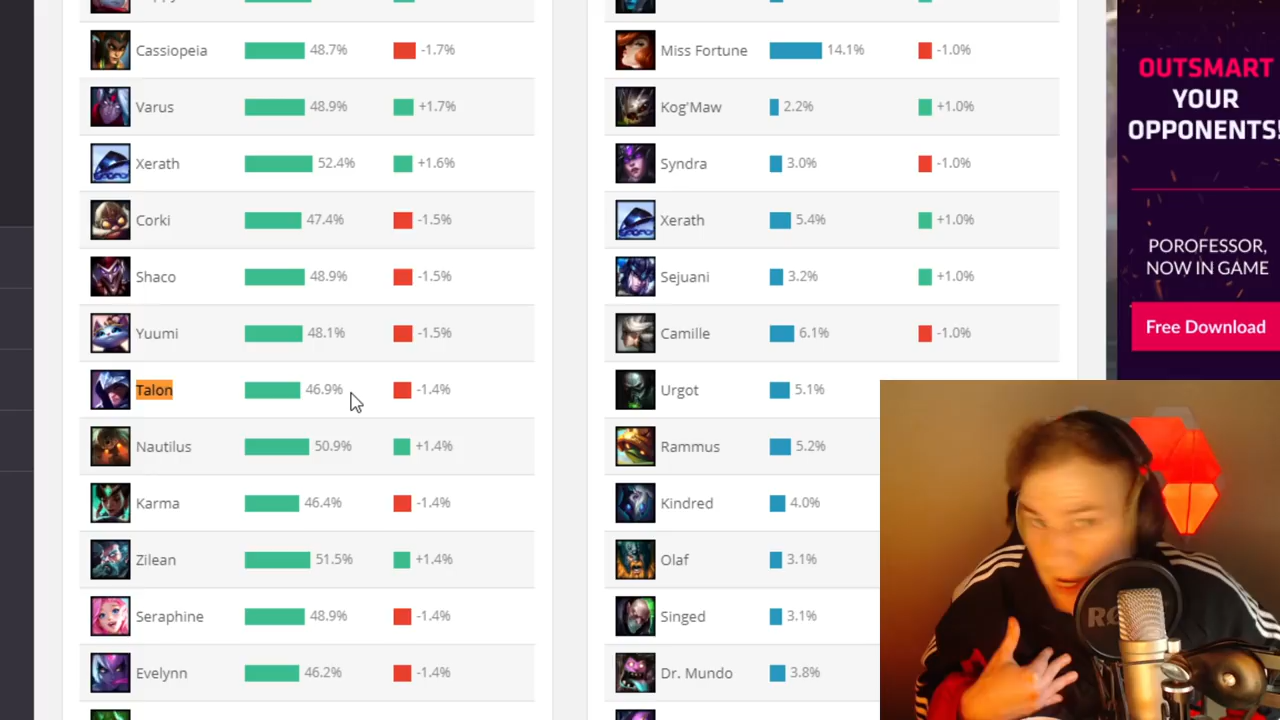 Cassiopeia 48.7% -1.7%
Varus 48.9% +1.7%
Xerath 52.4% +1.6%
Corki 47.4% -1.5%
Shaco 48.9% -1.5%
Yuumi 48.1% -1.5%
Talon 46.9% -1.4%
Nautilus 50.9% +1.4%
Karma 46.4% -1.4%
Zilean 51.5% +1.4%
Seraphine 48.9% -1.4%
Evelynn 46.2% -1.4%
Miss Fortune 14.1% -1.0%
Kog'Maw 2.2% +1.0%
Syndra 3.0% -1.0%
Xerath 5.4% +1.0%
Sejuani 3.2% +1.0%
Camille 6.1% -1.0%
Urgot 5.1%
Rammus 5.2%
Kindred 4.0%
Olaf 3.1%
Singed 3.1%
Dr. Mundo 3.8%
OUTSMART
YOUR
OPPONENTS!
POROFESSOR,
NOW IN GAME
Free Download